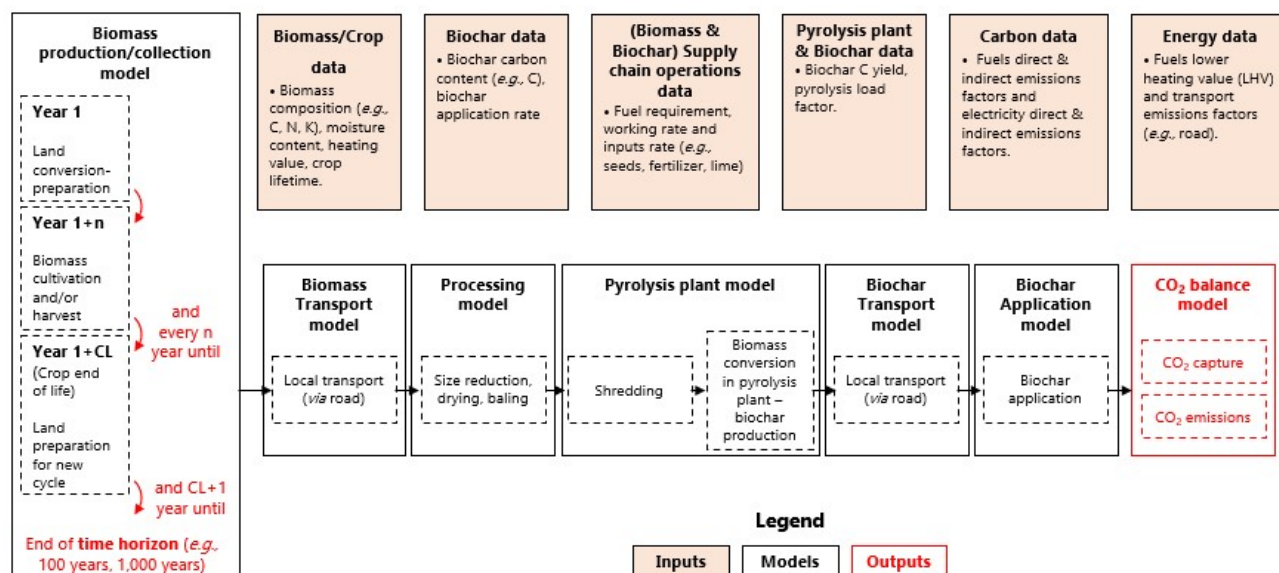 Biomass
production/collection
model
Year 1
Land
conversion-
preparation
Year 1+n
Biomass
cultivation
and/or
harvest
and
every n
year until
Year 1+CL
(Crop end
of life)
Land
preparation
for new
cycle
and CL+1
year until
End of time horizon (e.g.,
100 years, 1,000 years)
Biomass/Crop
data
• Biomass
composition (e.g.,
C, N, K), moisture
content, heating
value, crop
lifetime.
Biochar data
• Biochar carbon
content (e.g., C),
biochar
application rate
(Biomass &
Biochar) Supply
chain operations
data
• Fuel requirement,
working rate and
inputs rate (e.g.,
seeds, fertilizer, lime)
Pyrolysis plant
& Biochar data
• Biochar C yield,
pyrolysis load
factor.
Carbon data
• Fuels direct &
indirect emissions
factors and
electricity direct &
indirect emissions
factors.
Energy data
• Fuels lower
heating value (LHV)
and transport
emissions factors
(e.g., road).
Biomass
Transport
model
Local transport
(via road)
Processing
model
Size reduction,
drying, baling
Pyrolysis plant model
Shredding
Biomass
conversion
in pyrolysis
plant –
biochar
production
Biochar
Transport
model
Local transport
(via road)
Biochar
Application
model
Biochar
application
CO₂ balance
model
CO₂ capture
CO₂ emissions
Legend
Inputs
Models
Outputs